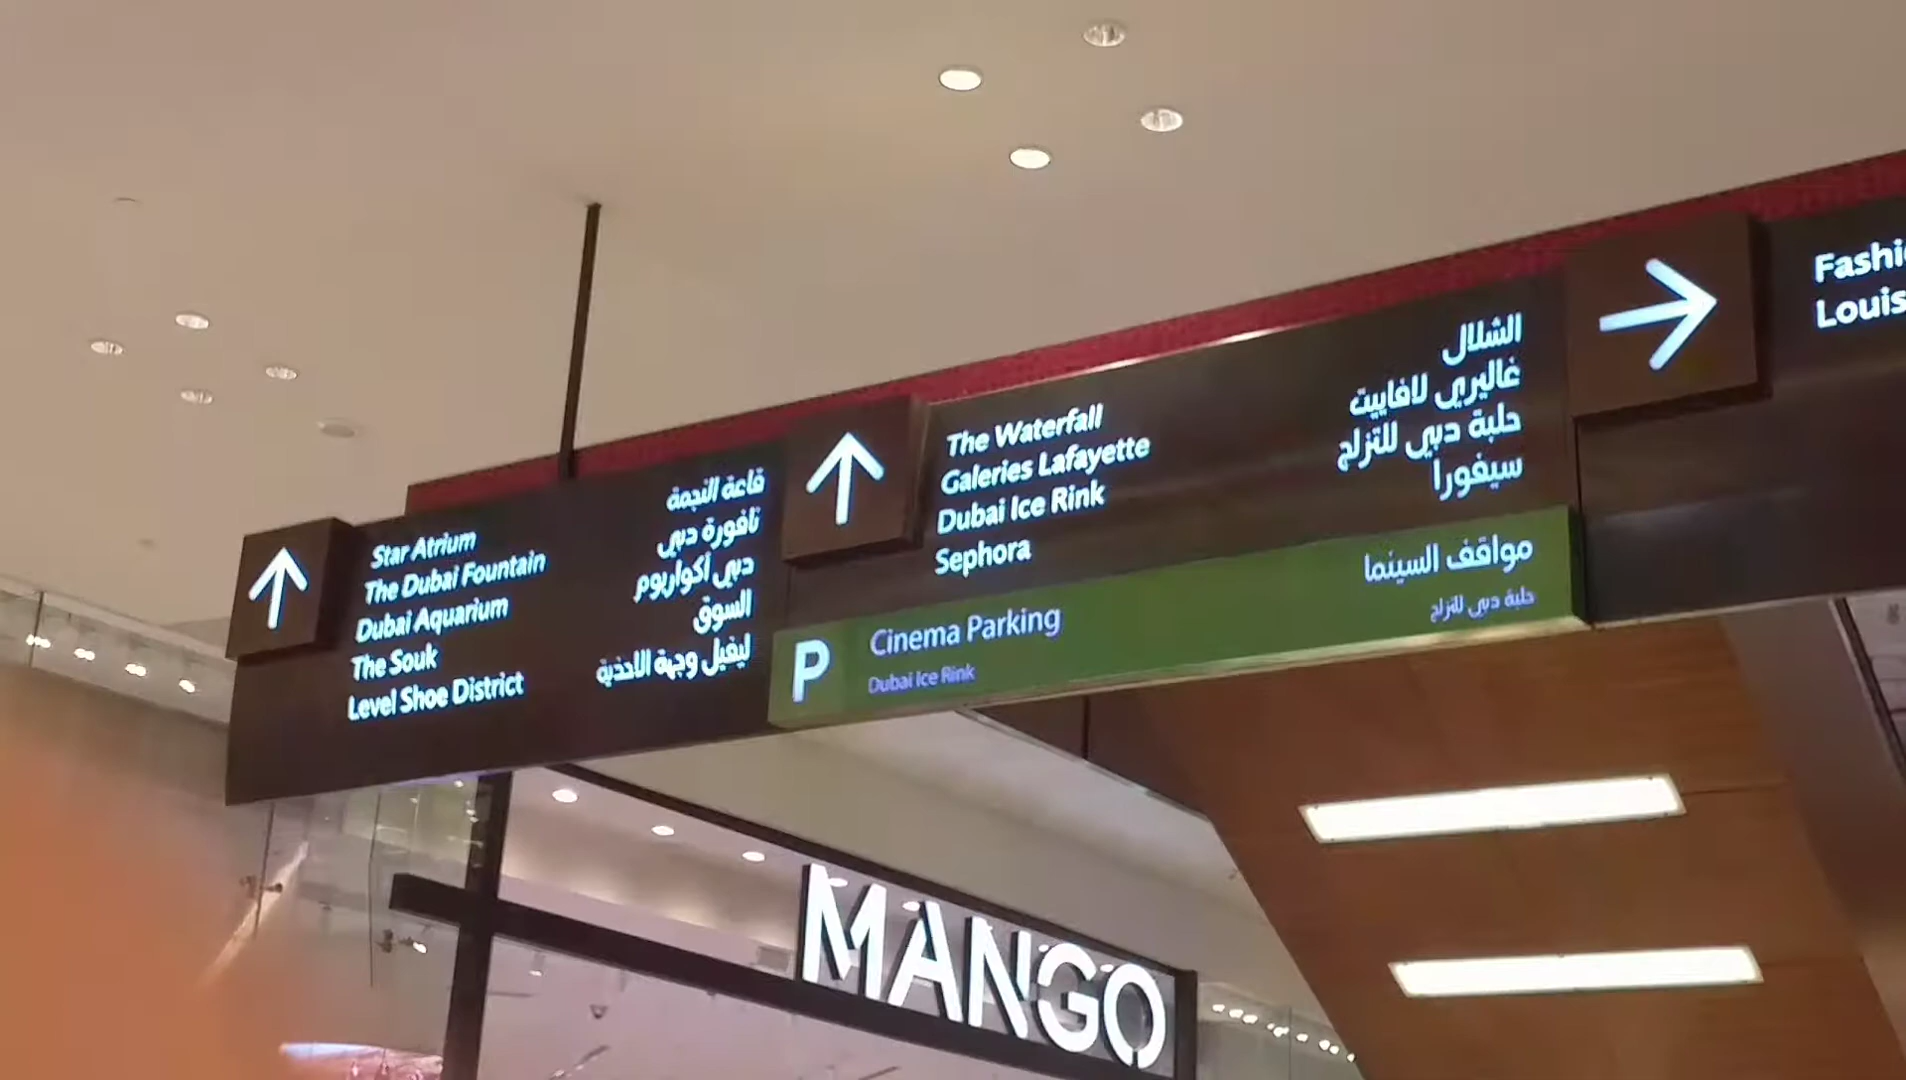 Star Atrium
The Dubai Fountain
Dubai Aquarium
The Souk
Level Shoe District
قاعة النجمة
نافورة دبي
دبي أكواريوم
السوق
ليفيل وجهة الأحذية
The Waterfall
Galeries Lafayette
Dubai Ice Rink
Sephora
الشلال
غاليري لافاييت
حلبة دبي للتزلج
سيفورا
P
Cinema Parking
Dubai Ice Rink
مواقف السينما
حلبة دبي للتزلج
Louis
MANGO